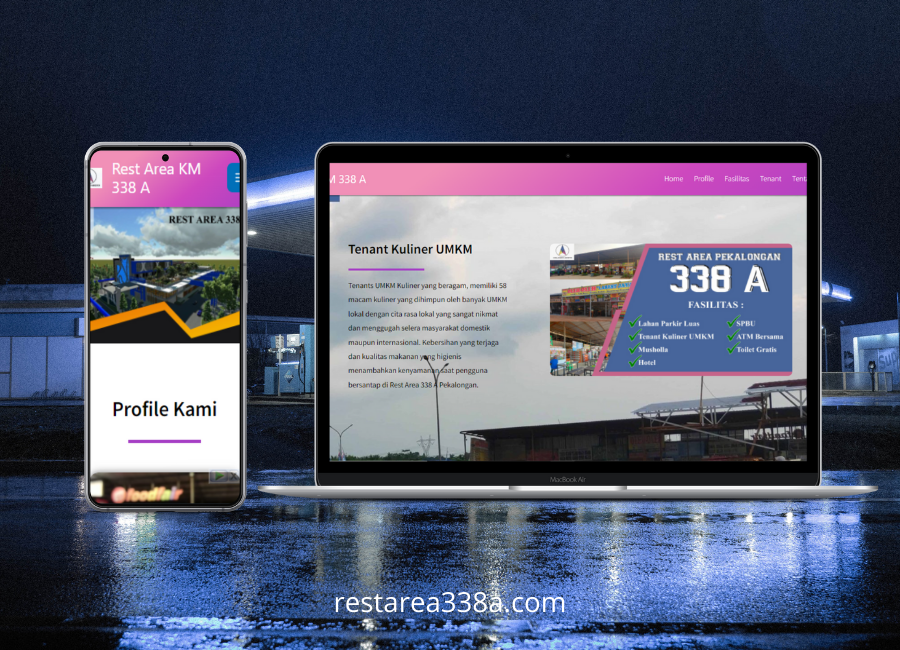 Rest Area KM
338 A
REST AREA 338
Profile Kami
@foodfair
M 338 A
Home Profile Fasilitas Tenant Tent
Tenant Kuliner UMKM
Tenants UMKM Kuliner yang beragam, memiliki 58
macam kuliner yang dihimpun oleh banyak UMKM
lokal dengan cita rasa lokal yang sangat nikmat
dan menggugah selera masyarakat domestik
maupun internasional. Kebersihan yang terjaga
dan kualitas makanan yang higienis
menambahkan kenyamanan saat pengguna
bersantap di Rest Area 338 A Pekalongan.
REST AREA PEKALONGAN
338 A
FASILITAS :
Lahan Parkir Luas
Tenant Kuliner UMKM
Musholla
Hotel
SPBU
ATM Bersama
Toilet Gratis
MacBook Air
restarea338a.com